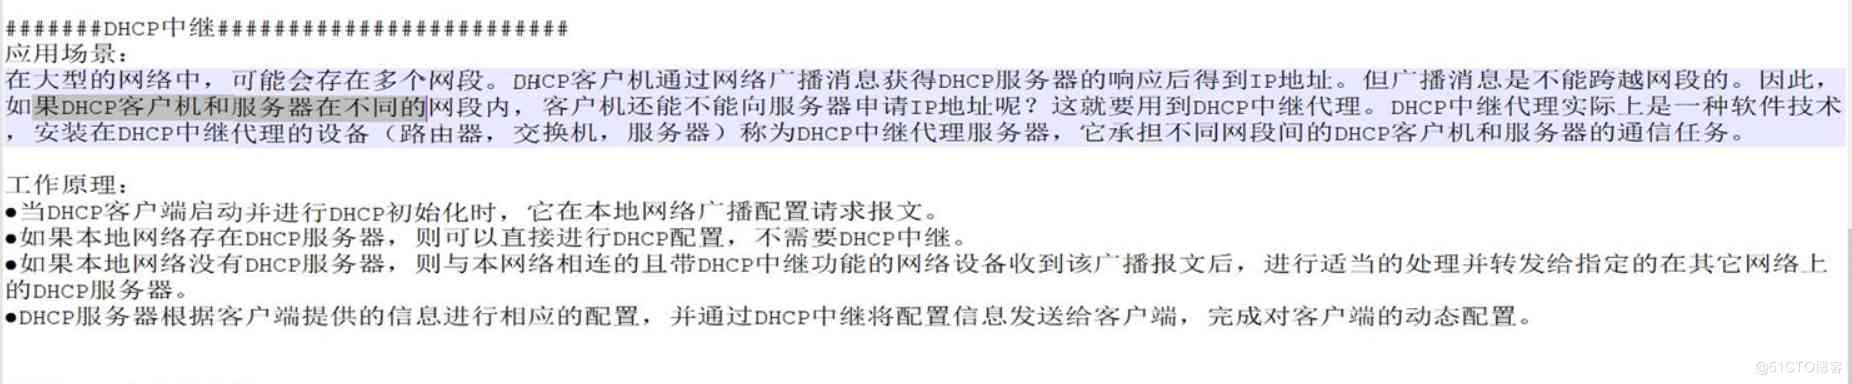 #######DHCP中继#########################
应用场景：
在大型的网络中，可能会存在多个网段。DHCP客户机通过网络广播消息获得DHCP服务器的响应后得到IP地址。但广播消息是不能跨越网段的。因此，
如果DHCP客户机和服务器在不同的网段内，客户机还能不能向服务器申请IP地址呢？这就要用到DHCP中继代理。DHCP中继代理实际上是一种软件技术
，安装在DHCP中继代理的设备（路由器，交换机，服务器）称为DHCP中继代理服务器，它承担不同网段间的DHCP客户机和服务器的通信任务。
工作原理：
●当DHCP客户端启动并进行DHCP初始化时，它在本地网络广播配置请求报文。
●如果本地网络存在DHCP服务器，则可以直接进行DHCP配置，不需要DHCP中继。
●如果本地网络没有DHCP服务器，则与本网络相连的且带DHCP中继功能的网络设备收到该广播报文后，进行适当的处理并转发给指定的在其它网络上
的DHCP服务器。
●DHCP服务器根据客户端提供的信息进行相应的配置，并通过DHCP中继将配置信息发送给客户端，完成对客户端的动态配置。
@51CTO博客